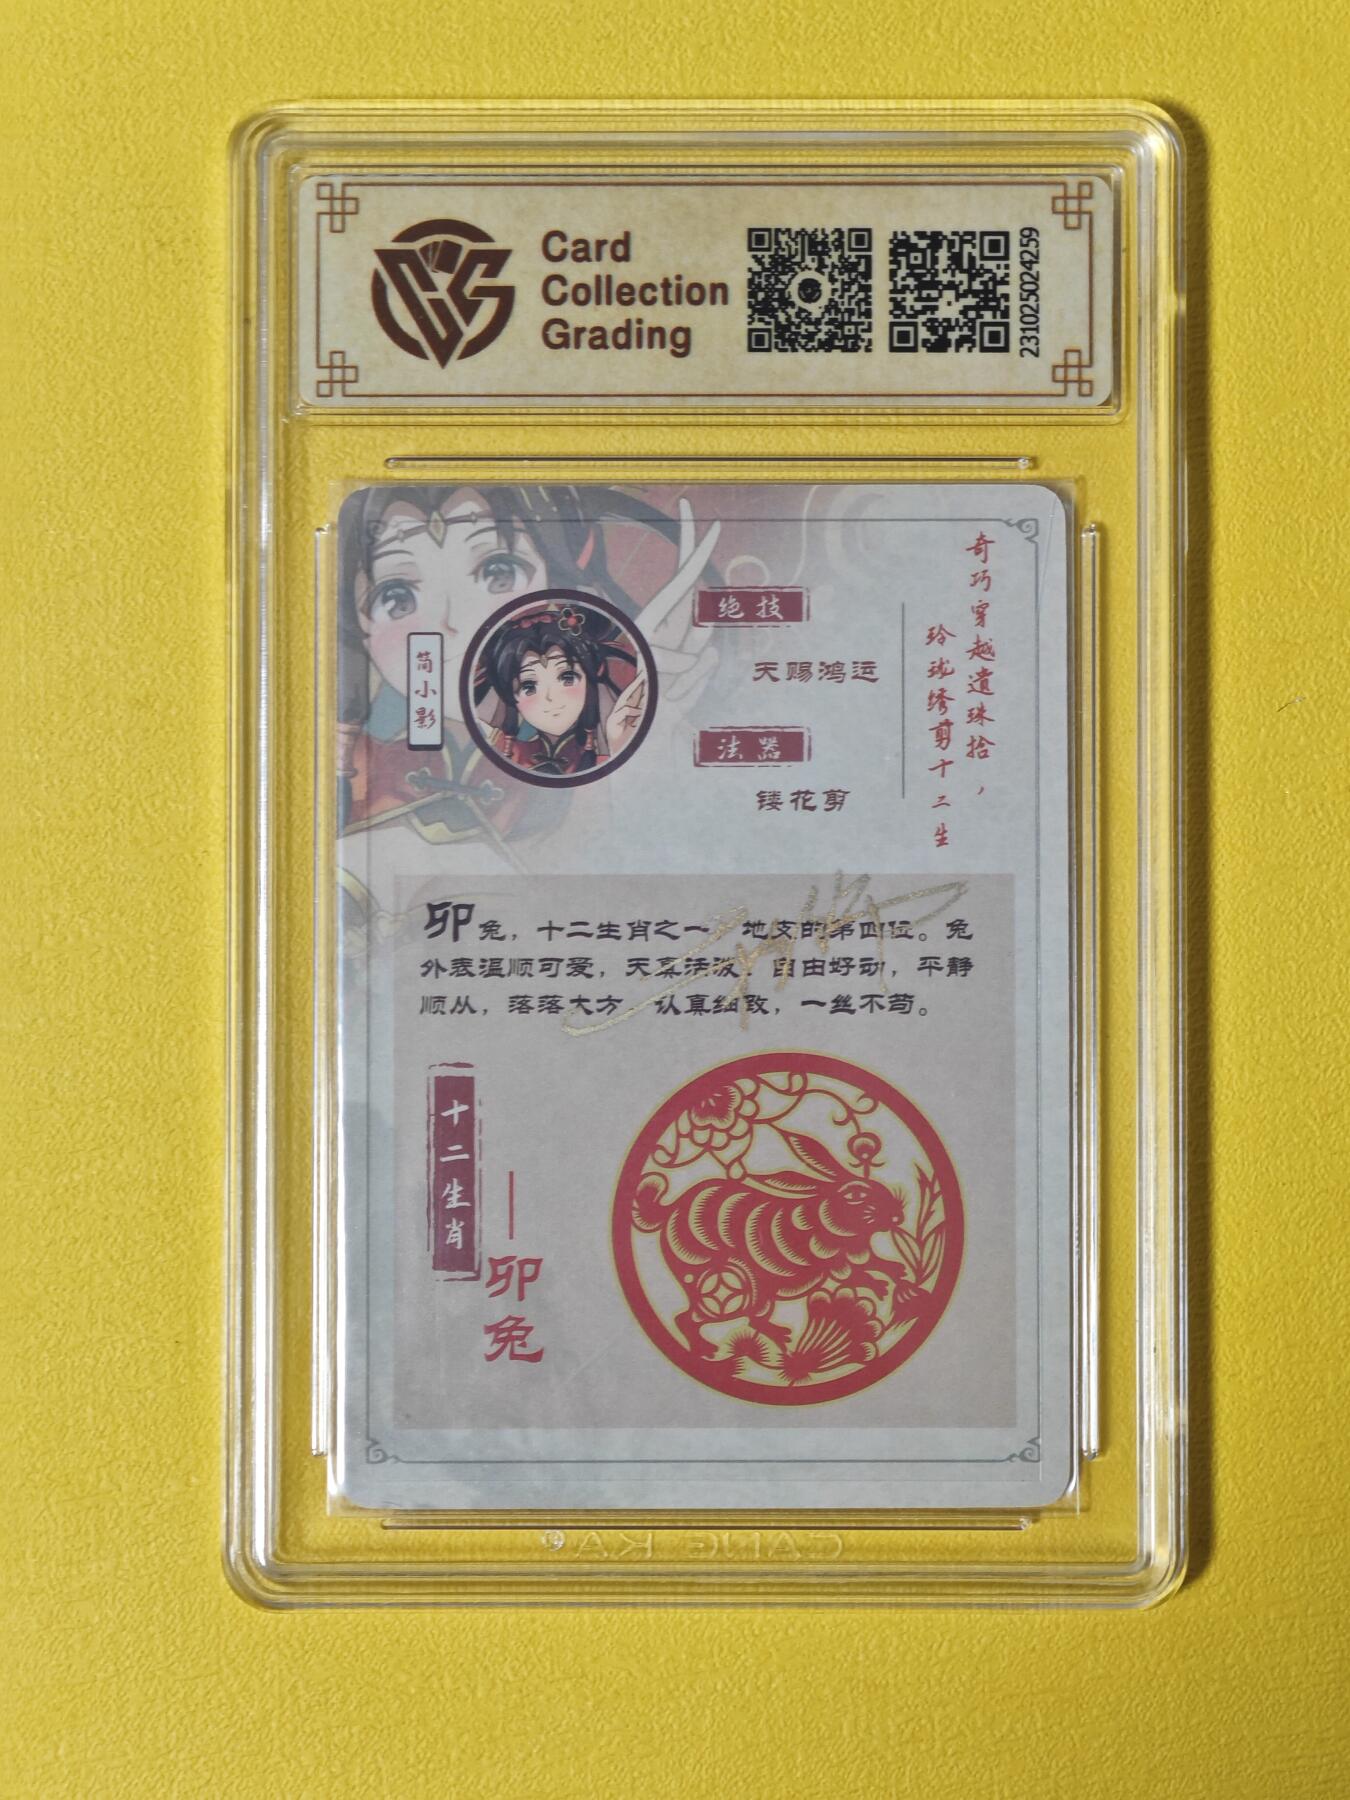 Card
Collection
Grading
231025024259
奇巧穿越遗珠拾，
玲珑绣剪十二生
绝技
天赐鸿运
法器
镂花剪
简小影
卯兔，十二生肖之一 地支的第四位。兔
外表温顺可爱，天真活泼 自由好动，平静
顺从，落落大方 认真细致，一丝不苟。
十二生肖
卯兔
CANE KA®